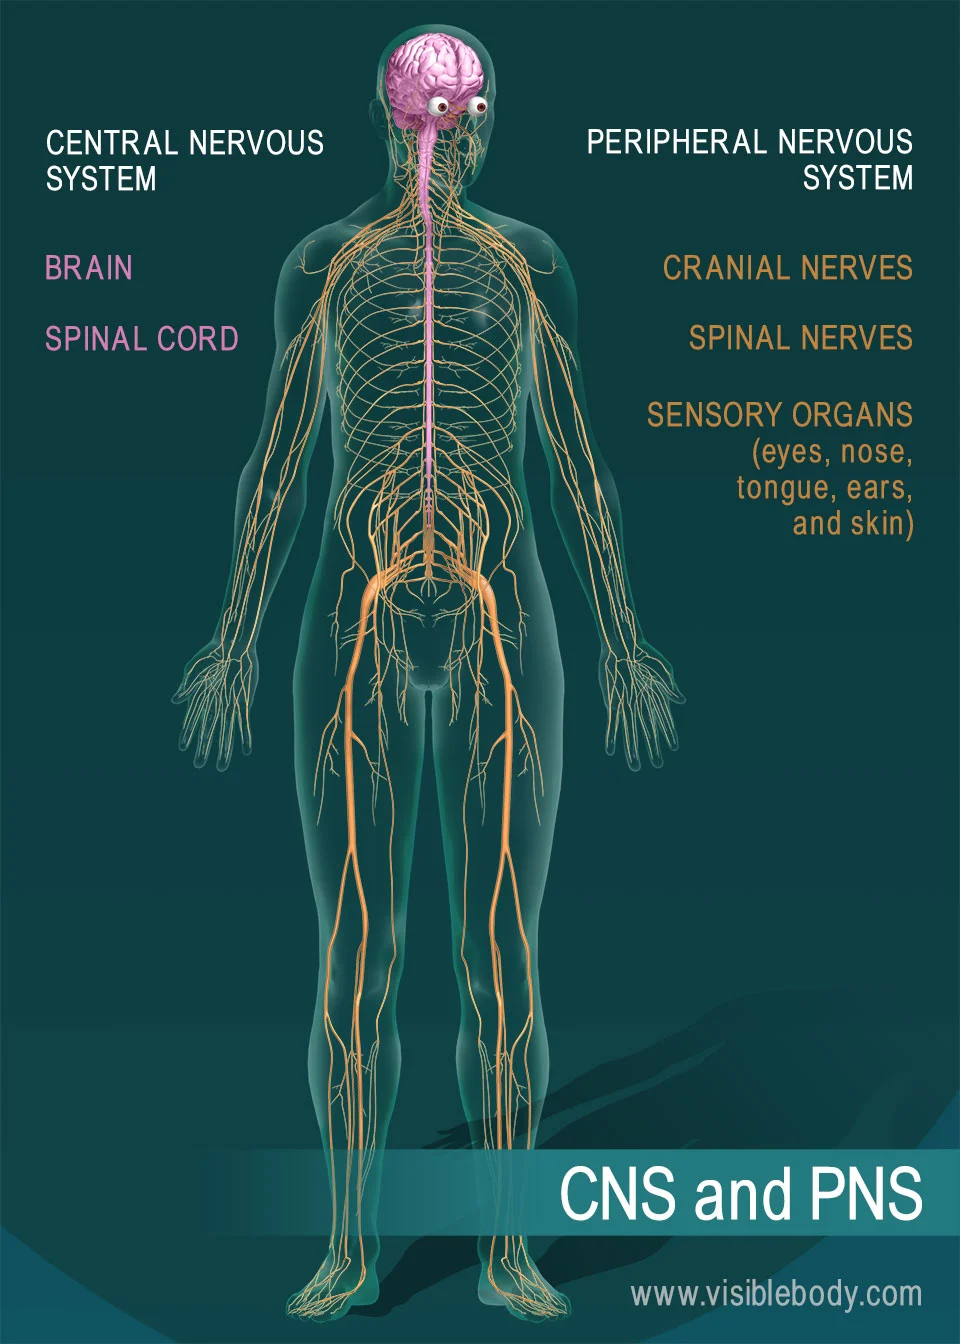 CENTRAL NERVOUS
SYSTEM
BRAIN
SPINAL CORD
PERIPHERAL NERVOUS
SYSTEM
CRANIAL NERVES
SPINAL NERVES
SENSORY ORGANS
(eyes, nose,
tongue, ears,
and skin)
CNS and PNS
www.visiblebody.com